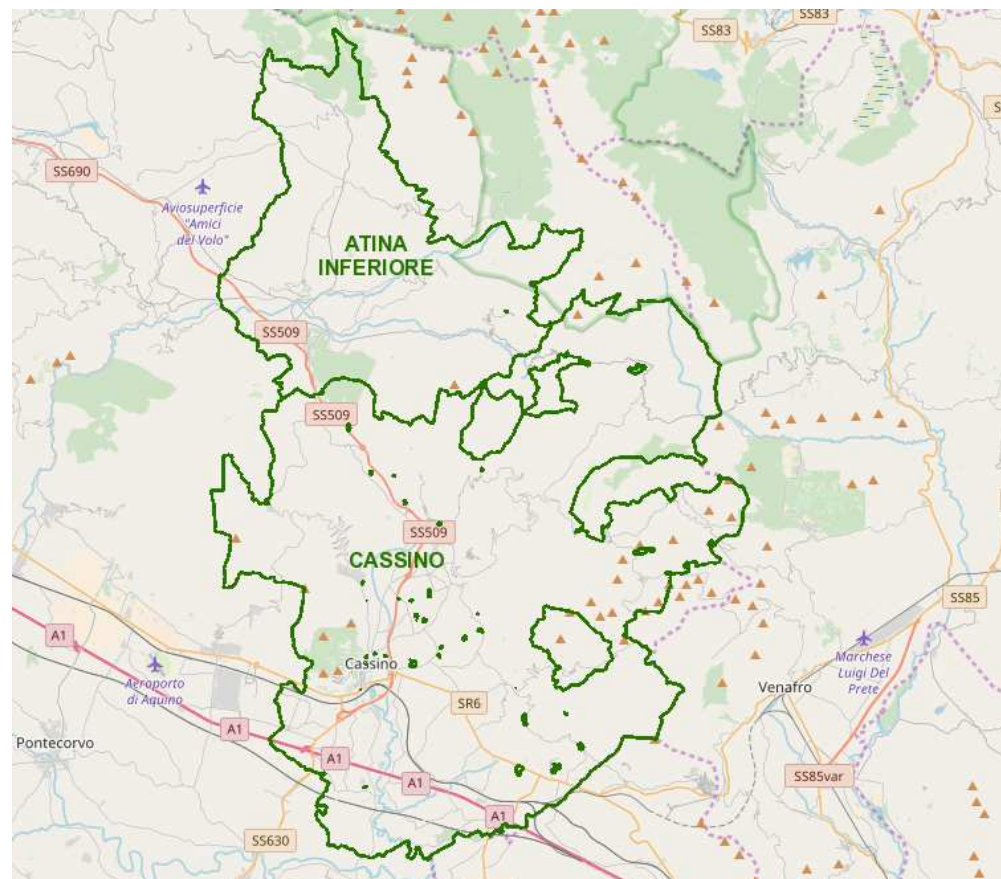 SS83
SS83
S
SS690
Aviosuperficie
"Amici
del Volo"
ATINA
INFERIORE
SS509
SS509
SS509
CASSINO
SS85
A1
Cassino
Aeroporto
di Aquino
Marchese
Luigi Del
Prete
Venafro
SR6
A1
Pontecorvo
A1
A1
SS85var
A1
SS630